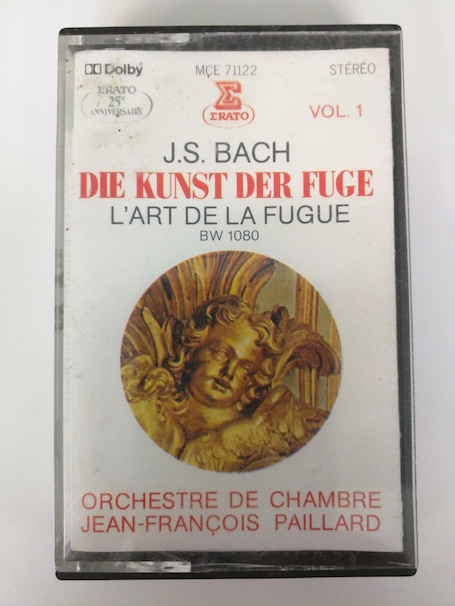 Dolby
MCE 71122
STÉRÉO
ERATO
25e
ANNIVERSAIRE
Σ
ERATO
VOL. 1
J.S. BACH
DIE KUNST DER FUGE
L'ART DE LA FUGUE
BW 1080
ORCHESTRE DE CHAMBRE
JEAN-FRANÇOIS PAILLARD